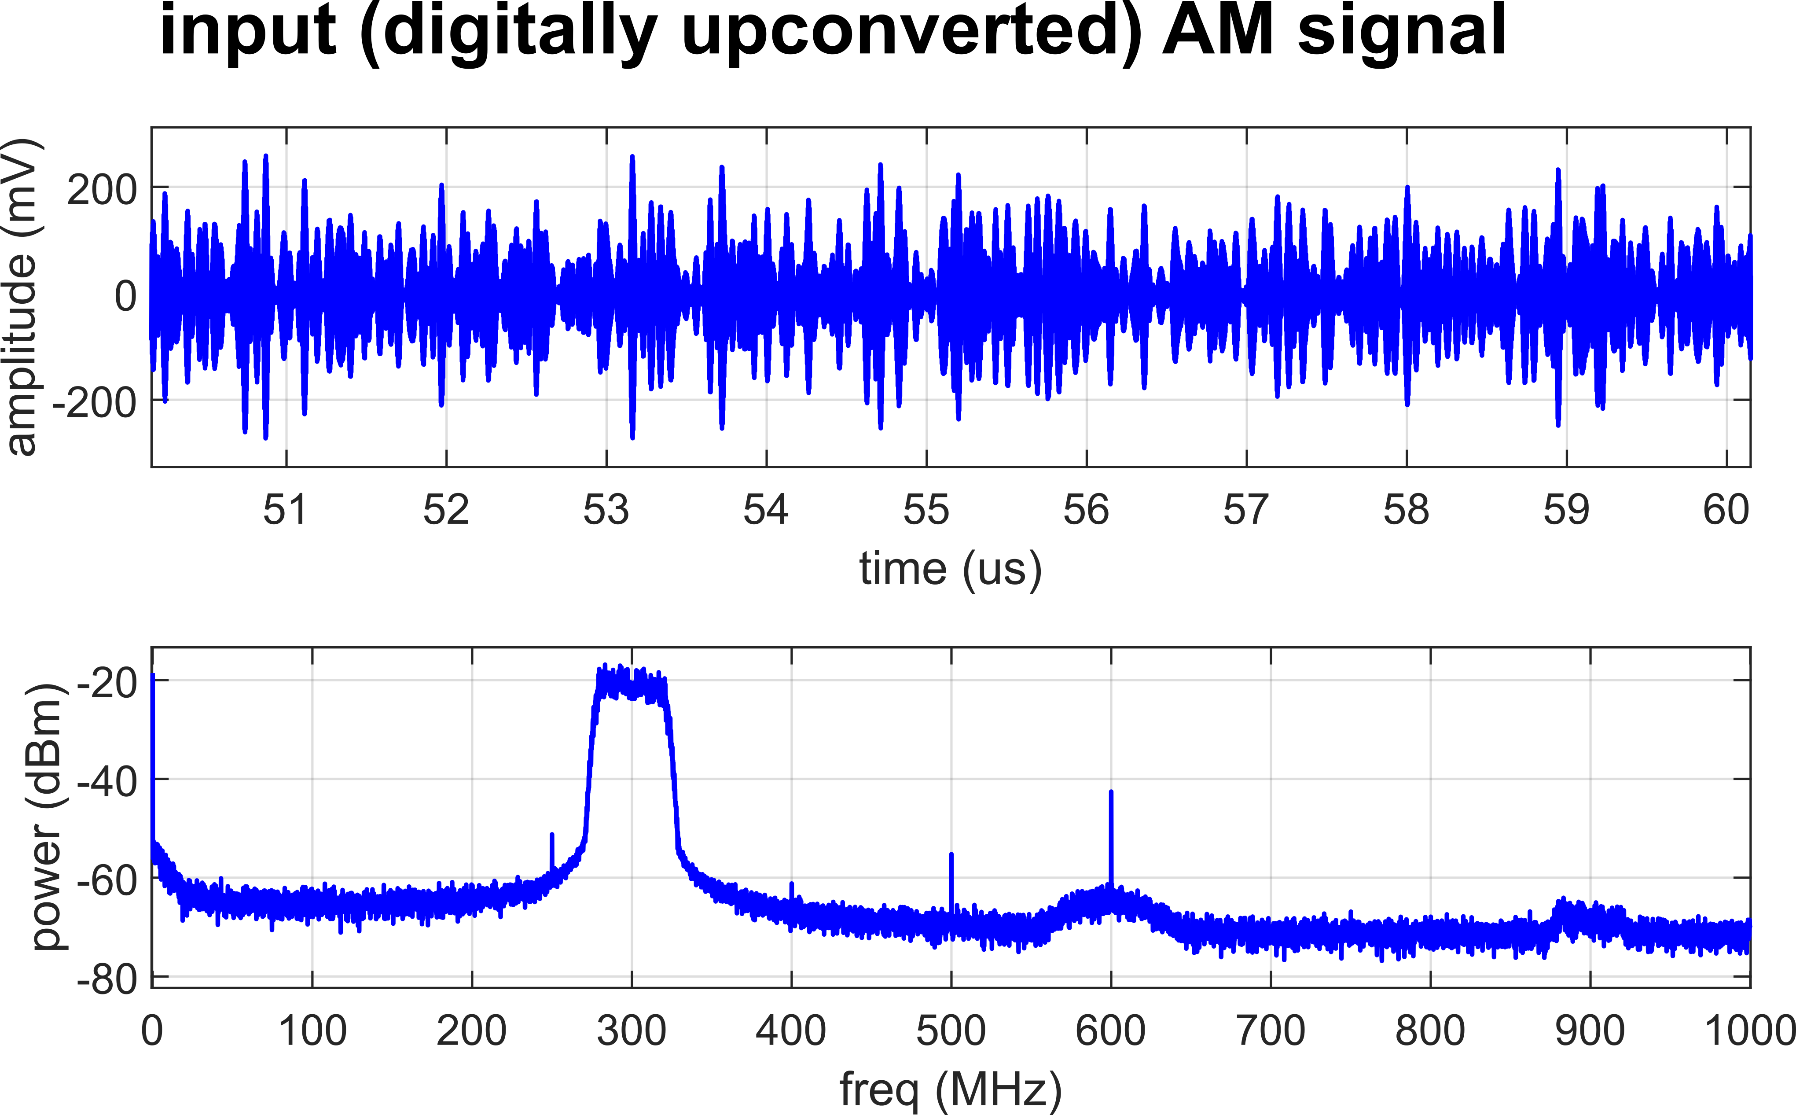 input (digitally upconverted) AM signal
amplitude (mV)
200
0
-200
51 52 53 54 55 56 57 58 59 60
time (us)
power (dBm)
-20
-40
-60
-80
0 100 200 300 400 500 600 700 800 900 1000
freq (MHz)